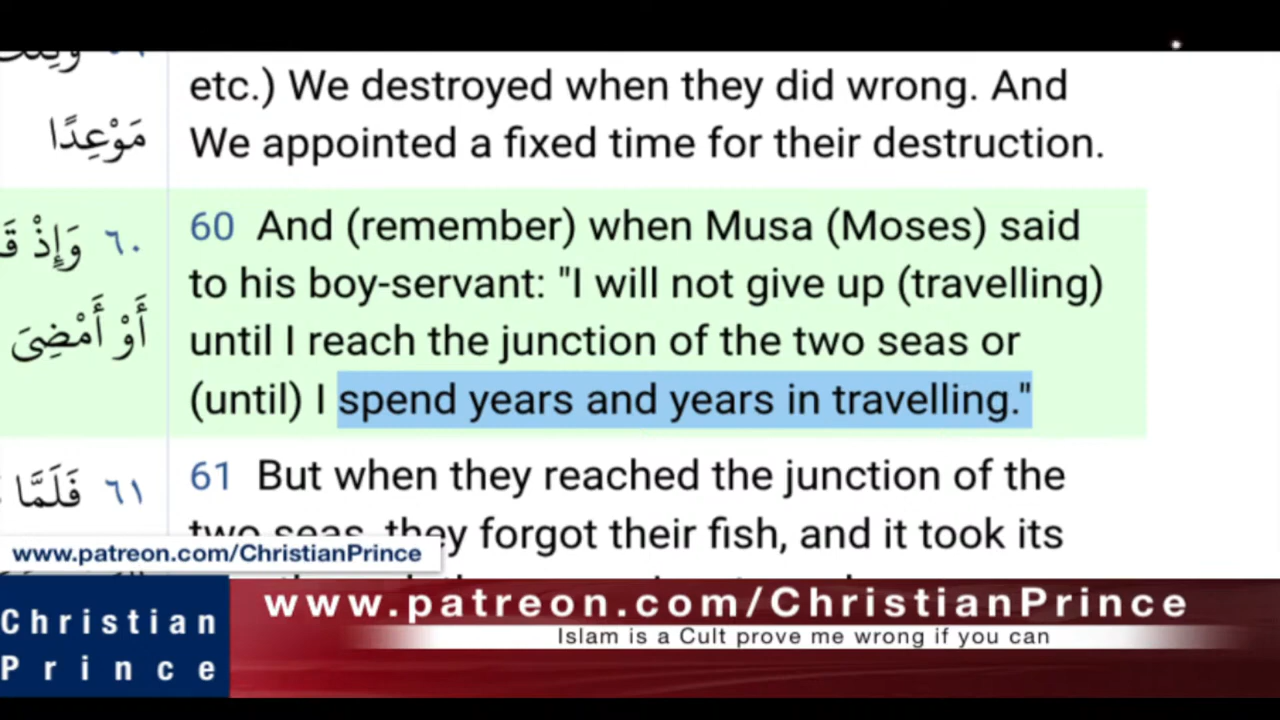 etc.) We destroyed when they did wrong. And
مَوْعِدًا
We appointed a fixed time for their destruction.
٦٠ وَإِذْ
60 And (remember) when Musa (Moses) said
to his boy-servant: "I will not give up (travelling)
أَوْ أَمْضِىَ
until I reach the junction of the two seas or
(until) I spend years and years in travelling."
٦١ فَلَمَّا
61 But when they reached the junction of the
two seas, they forgot their fish, and it took its
www.patreon.com/ChristianPrince
Christian
Prince
www.patreon.com/ChristianPrince
Islam is a Cult prove me wrong if you can